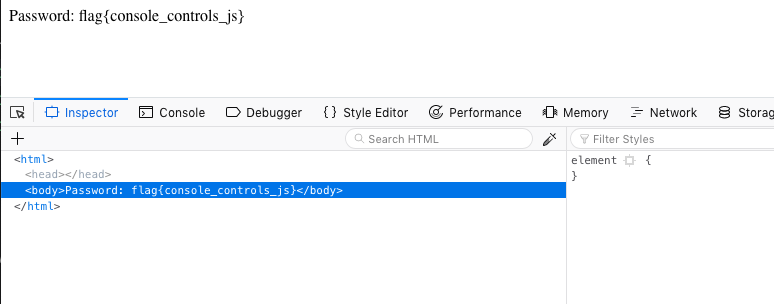 Password: flag{console_controls_js}
Inspector Console Debugger {} Style Editor Performance Memory Network Storag
+ Search HTML Filter Styles
<html>
<head></head>
<body>Password: flag{console_controls_js}</body>
</html>
element {
}